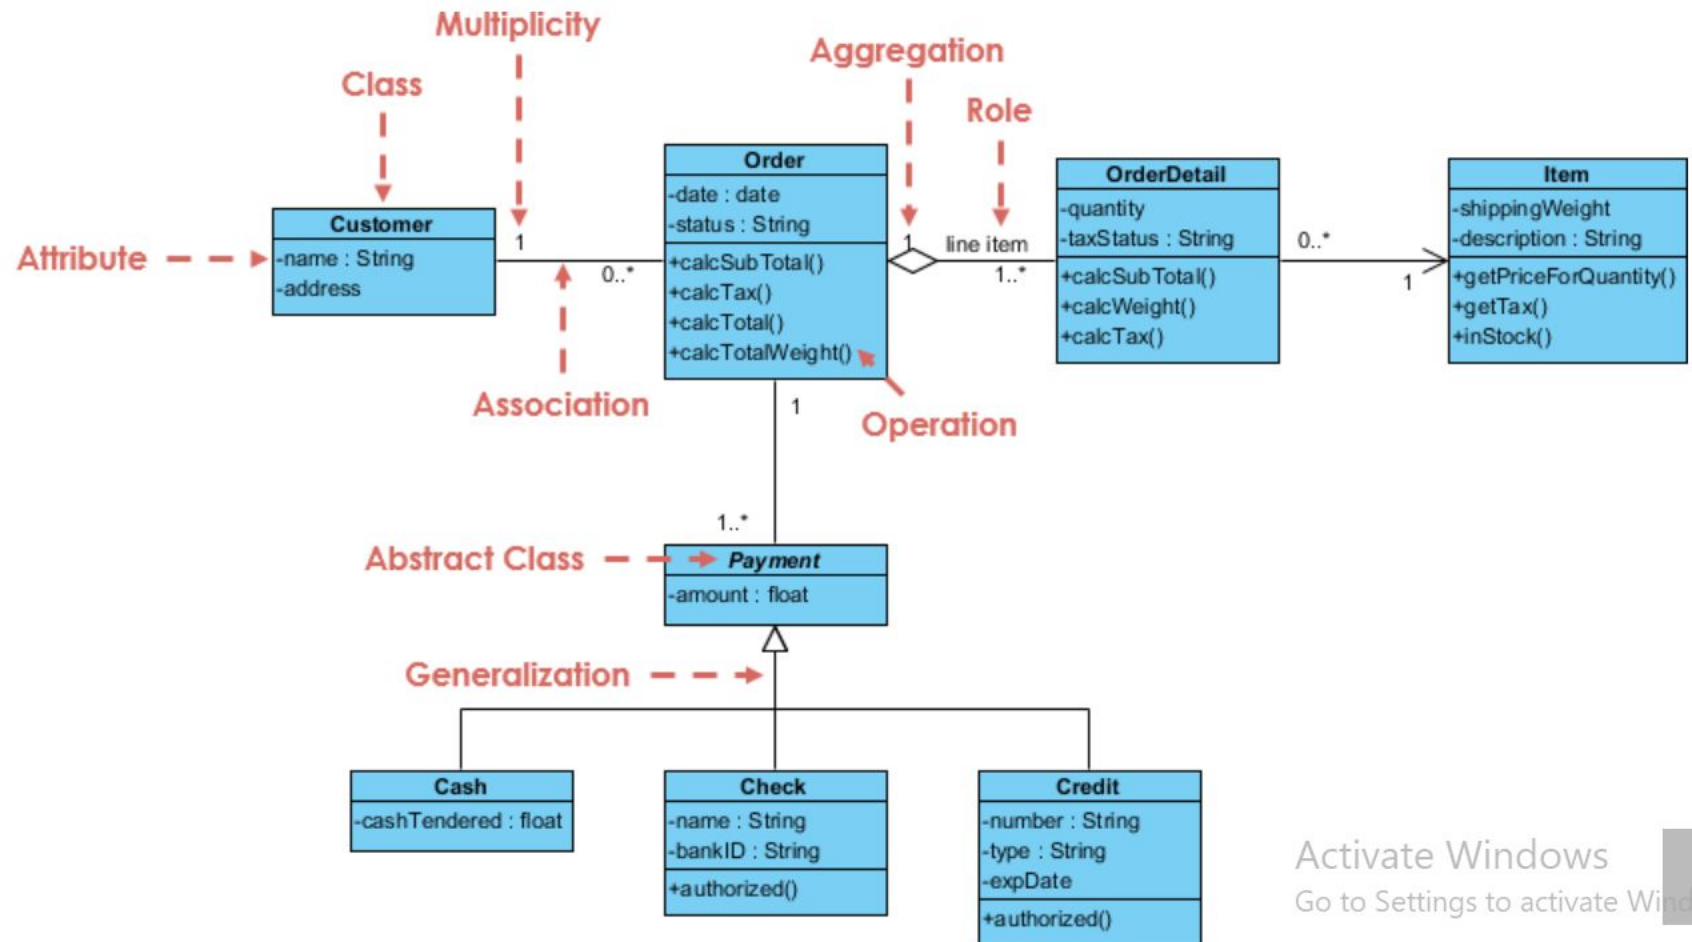 Multiplicity
Aggregation
Class
Role
Attribute
Customer
-name : String
-address
1
0..*
Association
Order
-date : date
-status : String
+calcSubTotal()
+calcTax()
+calcTotal()
+calcTotalWeight()
Operation
1
line item
1..*
OrderDetail
-quantity
-taxStatus : String
+calcSubTotal()
+calcWeight()
+calcTax()
0..*
1
Item
-shippingWeight
-description : String
+getPriceForQuantity()
+getTax()
+inStock()
1
1..*
Abstract Class
Payment
-amount : float
Generalization
Cash
-cashTendered : float
Check
-name : String
-bankID : String
+authorized()
Credit
-number : String
-type : String
-expDate
+authorized()
Activate Windows
Go to Settings to activate Wind